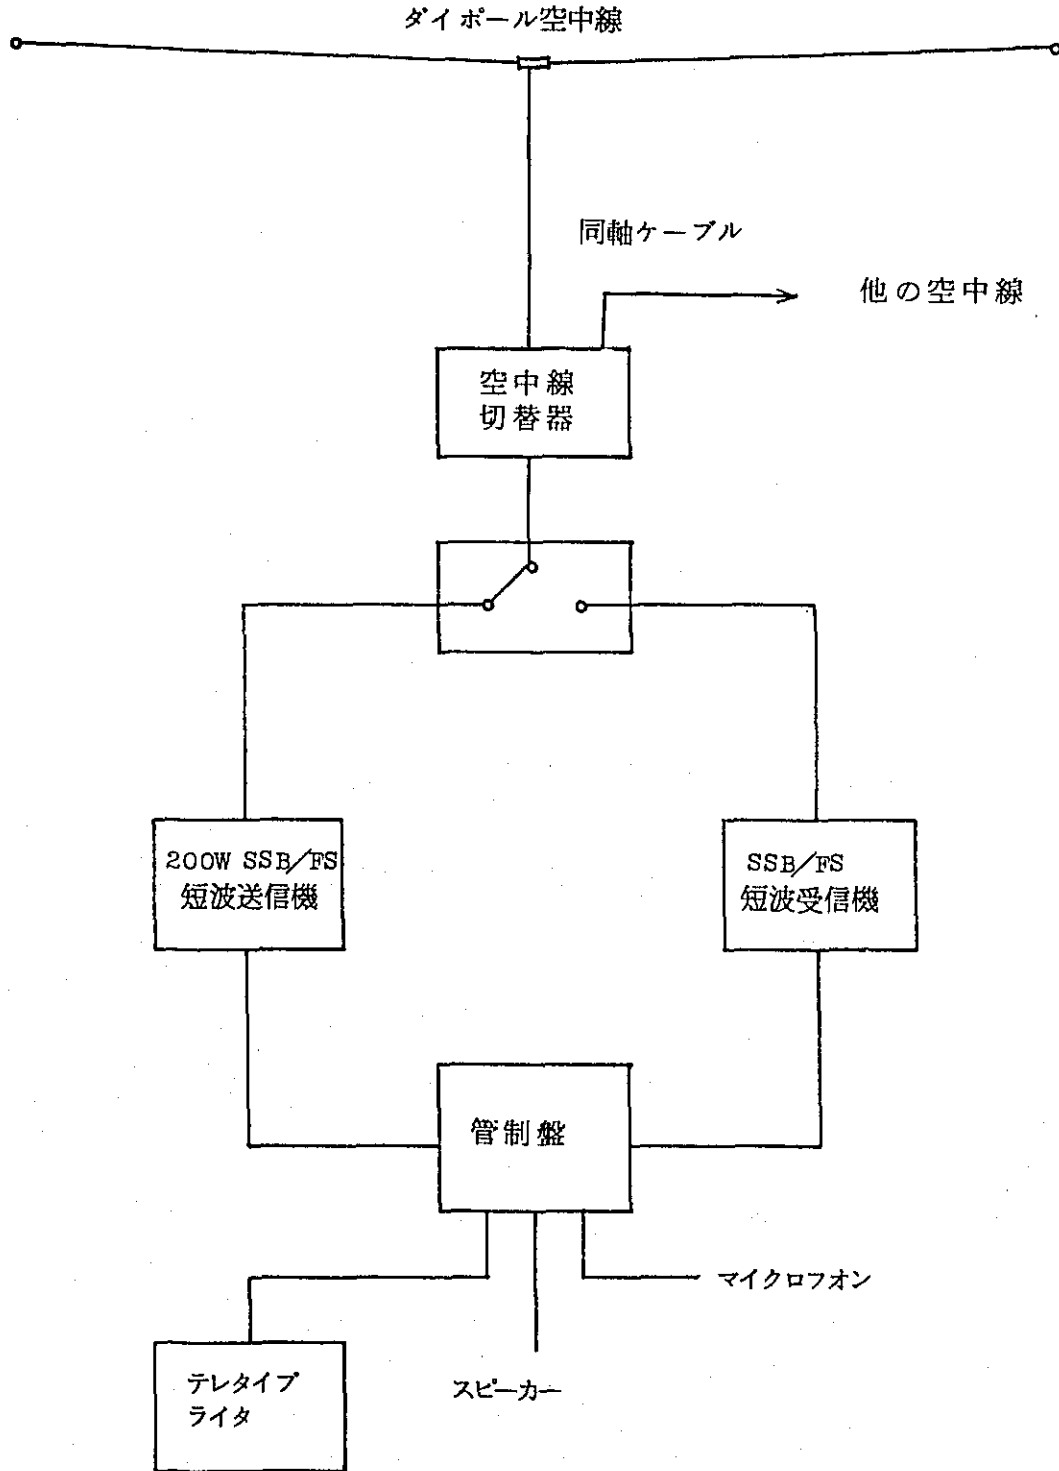 ダイポール空中線
同軸ケーブル
他の空中線
空中線
切替器
200W SSB/FS
短波送信機
SSB/FS
短波受信機
管制盤
マイクロフオン
スピーカー
テレタイプ
ライタ